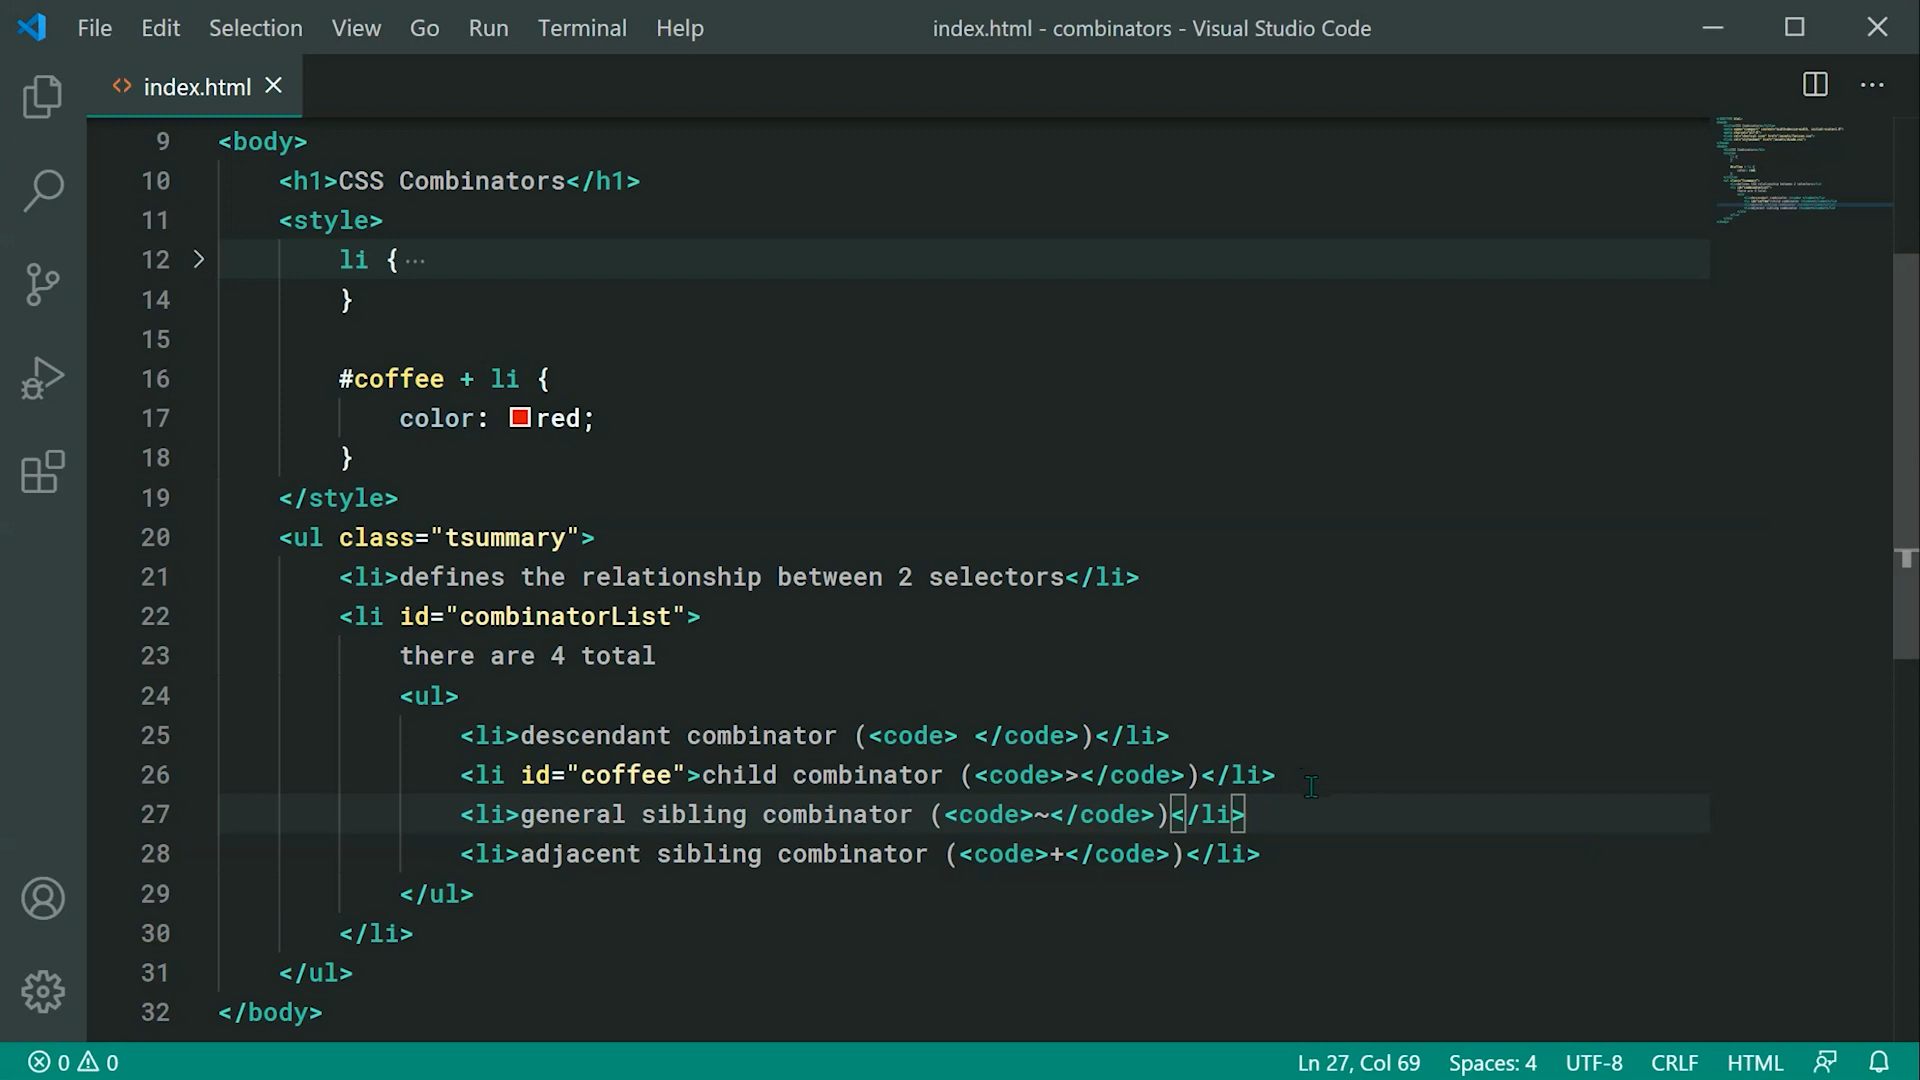 File Edit Selection View Go Run Terminal Help index.html - combinators - Visual Studio Code
index.html
9 <body>
10 <h1>CSS Combinators</h1>
11 <style>
12 li { ···
14 }
15
16 #coffee + li {
17 color: red;
18 }
19 </style>
20 <ul class="tsummary">
21 <li>defines the relationship between 2 selectors</li>
22 <li id="combinatorList">
23 there are 4 total
24 <ul>
25 <li>descendant combinator (<code> </code>)</li>
26 <li id="coffee">child combinator (<code>></code>)</li>
27 <li>general sibling combinator (<code>~</code>)</li>
28 <li>adjacent sibling combinator (<code>+</code>)</li>
29 </ul>
30 </li>
31 </ul>
32 </body>
0 0 Ln 27, Col 69 Spaces: 4 UTF-8 CRLF HTML